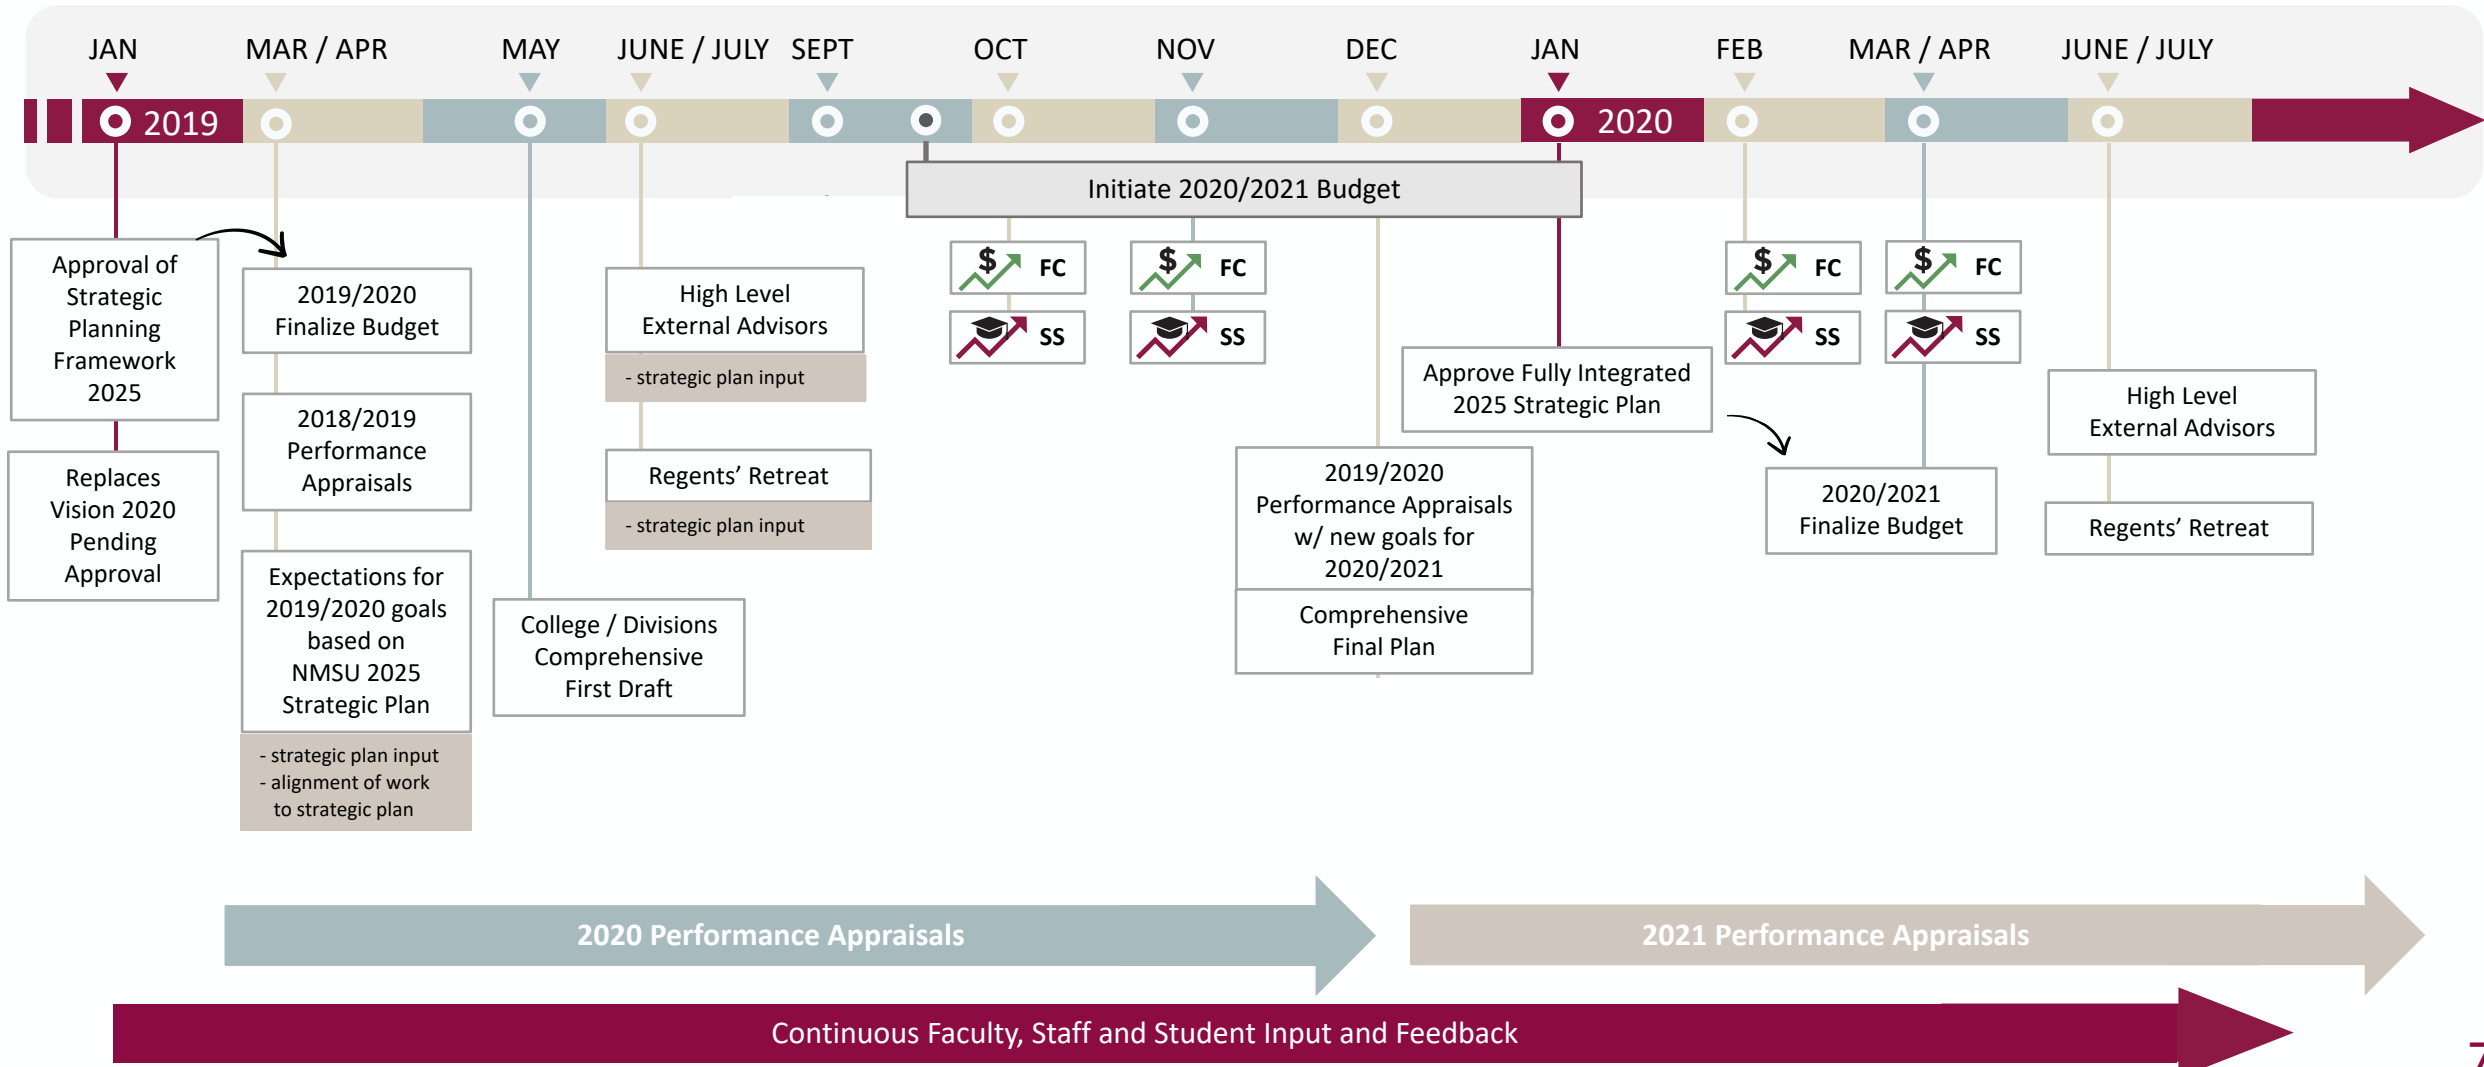 JAN
MAR / APR
MAY
JUNE / JULY
SEPT
OCT
NOV
DEC
JAN
FEB
MAR / APR
JUNE / JULY
2019
2020
Initiate 2020/2021 Budget
Approval of
Strategic
Planning
Framework
2025
Replaces
Vision 2020
Pending
Approval
2019/2020
Finalize Budget
2018/2019
Performance
Appraisals
Expectations for
2019/2020 goals
based on
NMSU 2025
Strategic Plan
- strategic plan input
- alignment of work
to strategic plan
College / Divisions
Comprehensive
First Draft
High Level
External Advisors
- strategic plan input
Regents’ Retreat
- strategic plan input
$ FC
SS
$ FC
SS
2019/2020
Performance Appraisals
w/ new goals for
2020/2021
Comprehensive
Final Plan
Approve Fully Integrated
2025 Strategic Plan
$ FC
SS
$ FC
SS
2020/2021
Finalize Budget
High Level
External Advisors
Regents’ Retreat
2020 Performance Appraisals
2021 Performance Appraisals
Continuous Faculty, Staff and Student Input and Feedback
7